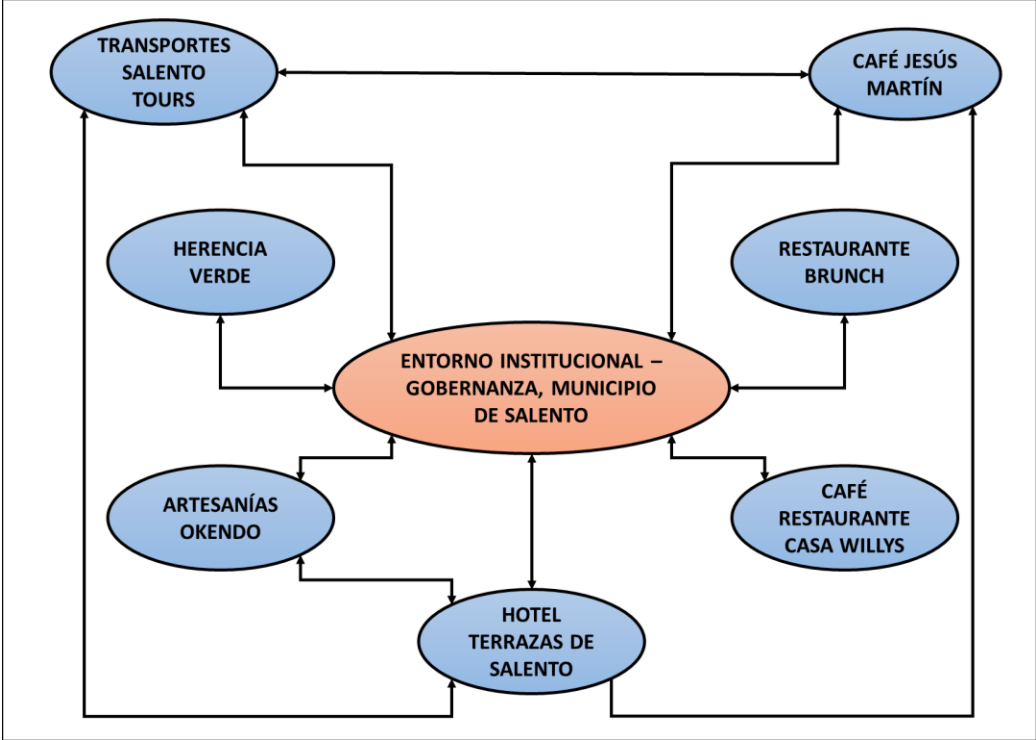 TRANSPORTES
SALENTO
TOURS
CAFÉ JESÚS
MARTÍN
HERENCIA
VERDE
RESTAURANTE
BRUNCH
ENTORNO INSTITUCIONAL –
GOBERNANZA, MUNICIPIO
DE SALENTO
ARTESANÍAS
OKENDO
CAFÉ
RESTAURANTE
CASA WILLYS
HOTEL
TERRAZAS DE
SALENTO